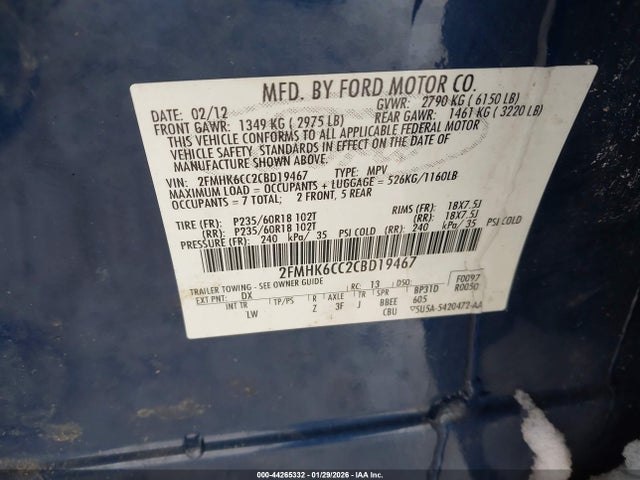 MFD. BY FORD MOTOR CO.
DATE: 02/12 GVWR: 2790 KG ( 6150 LB)
FRONT GAWR: 1349 KG ( 2975 LB) REAR GAWR: 1461 KG ( 3220 LB)
THIS VEHICLE CONFORMS TO ALL APPLICABLE FEDERAL MOTOR
VEHICLE SAFETY STANDARDS IN EFFECT ON THE DATE OF
MANUFACTURE SHOWN ABOVE.
VIN: 2FMHK6CC2CBD19467 TYPE: MPV
MAXIMUM LOAD = OCCUPANTS + LUGGAGE = 526KG/1160LB
OCCUPANTS = 7 TOTAL; 2 FRONT, 5 REAR
TIRE (FR): P235/60R18 102T RIMS (FR): 18X7.5J
(RR): P235/60R18 102T (RR): 18X7.5J
PRESSURE (FR): 240 kPa/ 35 PSI COLD (RR): 240 kPa/ 35 PSI COLD
2FMHK6CC2CBD19467
TRAILER TOWING - SEE OWNER GUIDE RC: 13 DSO: F0097
EXT PNT: DX BP31D R0050
INT TR TP/PS R AXLE TR SPR 605
LW Z 3F J BBEE
CBU 5U5A-5420472-AA
000-44265332 - 01/29/2026 - IAA Inc.